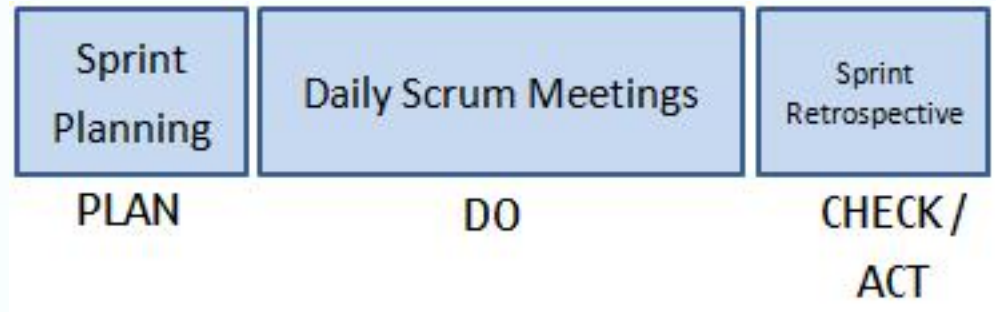 Sprint
Planning
Daily Scrum Meetings
Sprint
Retrospective
PLAN
DO
CHECK /
ACT